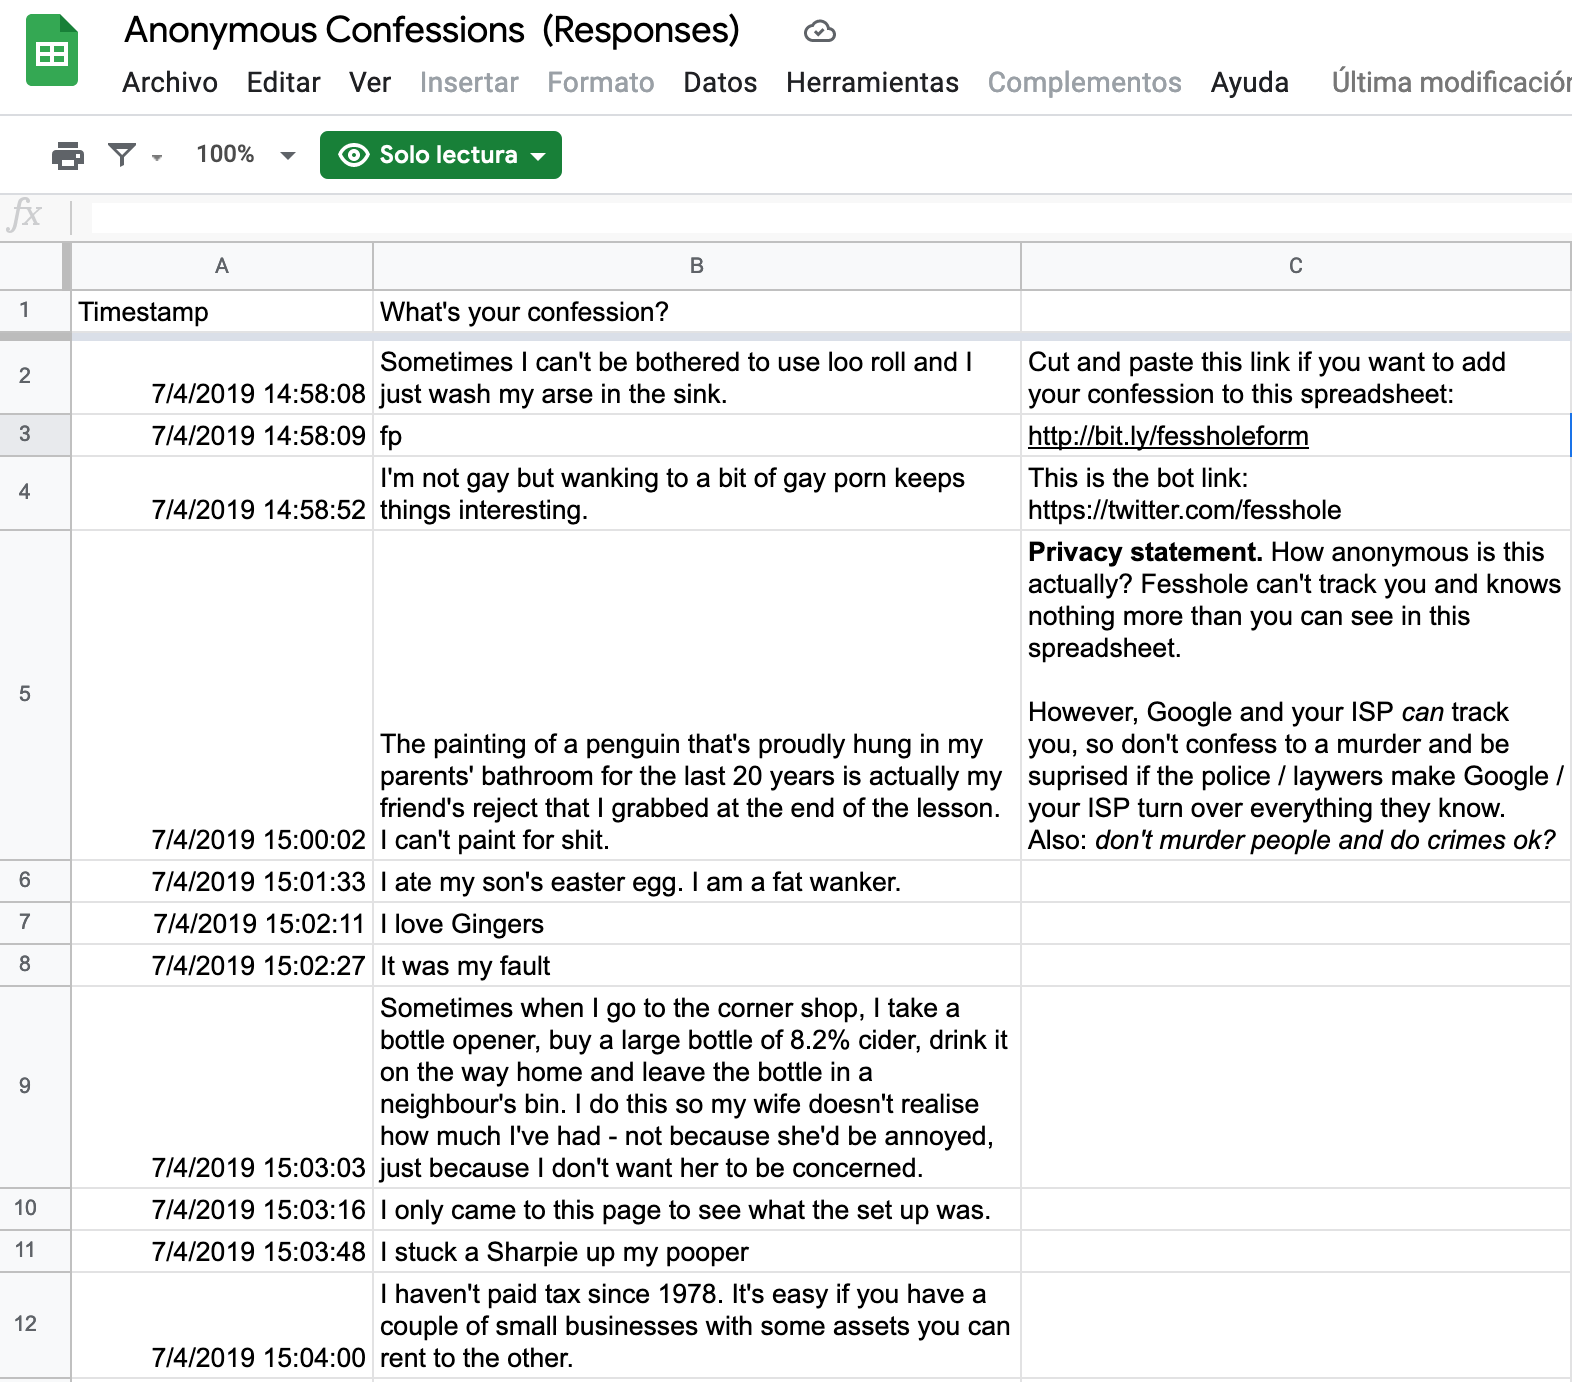 Anonymous Confessions (Responses)
Archivo Editar Ver Insertar Formato Datos Herramientas Complementos Ayuda Última modificación
100% Solo lectura
fx
A B C
1 Timestamp What's your confession?
2 7/4/2019 14:58:08
Sometimes I can't be bothered to use loo roll and I
just wash my arse in the sink.
Cut and paste this link if you want to add
your confession to this spreadsheet:
3 7/4/2019 14:58:09 fp http://bit.ly/fessholeform
4 7/4/2019 14:58:52
I'm not gay but wanking to a bit of gay porn keeps
things interesting.
This is the bot link:
https://twitter.com/fesshole
5 7/4/2019 15:00:02
The painting of a penguin that's proudly hung in my
parents' bathroom for the last 20 years is actually my
friend's reject that I grabbed at the end of the lesson.
I can't paint for shit.
Privacy statement. How anonymous is this
actually? Fesshole can't track you and knows
nothing more than you can see in this
spreadsheet.
However, Google and your ISP can track
you, so don't confess to a murder and be
suprised if the police / laywers make Google /
your ISP turn over everything they know.
Also: don't murder people and do crimes ok?
6 7/4/2019 15:01:33 I ate my son's easter egg. I am a fat wanker.
7 7/4/2019 15:02:11 I love Gingers
8 7/4/2019 15:02:27 It was my fault
9 7/4/2019 15:03:03
Sometimes when I go to the corner shop, I take a
bottle opener, buy a large bottle of 8.2% cider, drink it
on the way home and leave the bottle in a
neighbour's bin. I do this so my wife doesn't realise
how much I've had - not because she'd be annoyed,
just because I don't want her to be concerned.
10 7/4/2019 15:03:16 I only came to this page to see what the set up was.
11 7/4/2019 15:03:48 I stuck a Sharpie up my pooper
12 7/4/2019 15:04:00
I haven't paid tax since 1978. It's easy if you have a
couple of small businesses with some assets you can
rent to the other.